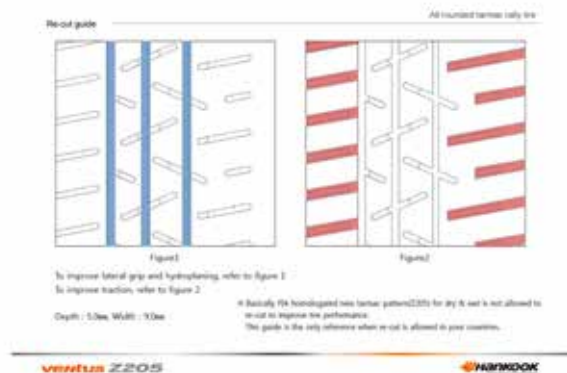 All rounded tarmac rally tire
Re-cut guide
Figure1
Figure2
To improve lateral grip and hydroplaning, refer to figure 1
To improve traction, refer to figure 2
Depth : 5.0mm, Width : 9.0mm
※ Basically FIA homologated new tarmac pattern(Z205) for dry & wet is not allowed to
re-cut to improve tire performance.
This guide is the only reference when re-cut is allowed in your countries.
ventus Z205
HANKOOK